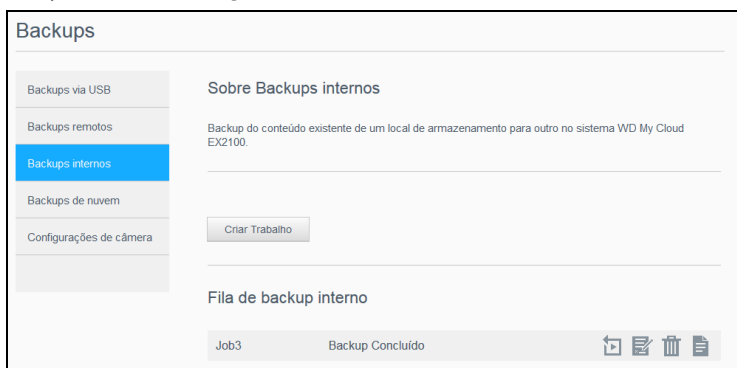 Backups
Backups via USB
Backups remotos
Backups internos
Backups de nuvem
Configurações de câmera
Sobre Backups internos
Backup do conteúdo existente de um local de armazenamento para outro no sistema WD My Cloud
EX2100.
Criar Trabalho
Fila de backup interno
Job3 Backup Concluído